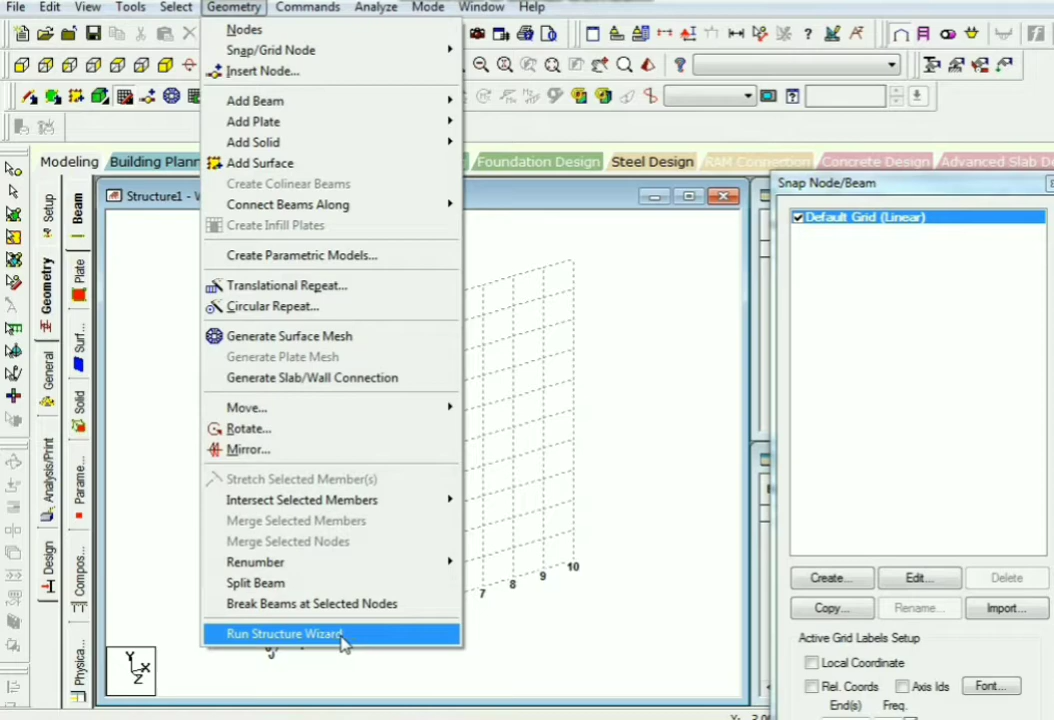 File Edit View Tools Select Geometry Commands Analyze Mode Window Help
Nodes
Snap/Grid Node
Insert Node...
Add Beam
Add Plate
Add Solid
Add Surface
Create Colinear Beams
Connect Beams Along
Create Infill Plates
Create Parametric Models...
Translational Repeat...
Circular Repeat...
Generate Surface Mesh
Generate Plate Mesh
Generate Slab/Wall Connection
Move...
Rotate...
Mirror...
Stretch Selected Member(s)
Intersect Selected Members
Merge Selected Members
Merge Selected Nodes
Renumber
Split Beam
Break Beams at Selected Nodes
Run Structure Wizard
Modeling Building Plann Foundation Design Steel Design RAM Connection Concrete Design Advanced Slab D
Setup
Geometry
General
Analysis/Print
Design
Beam
Plate
Surf...
Solid
Parame...
Compos...
Physica...
Structure1 - W
7 8 9 10
Y X
Z
Snap Node/Beam
Default Grid (Linear)
Create... Edit... Delete
Copy... Rename... Import...
Active Grid Labels Setup
Local Coordinate
Rel. Coords Axis Ids Font...
End(s) Freq.